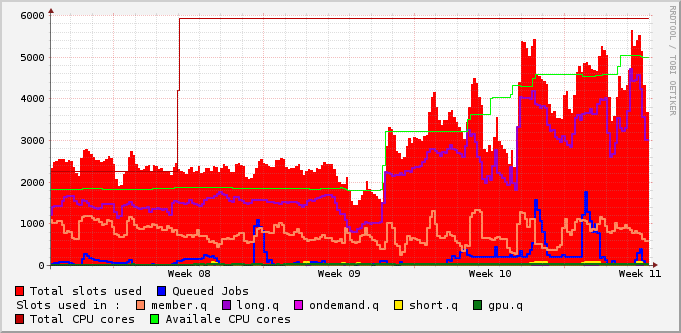 RRDTOOL / TOBI OETIKER
6000
5000
4000
3000
2000
1000
0
Week 08 Week 09 Week 10 Week 11
Total slots used Queued Jobs
Slots used in : member.q long.q ondemand.q short.q gpu.q
Total CPU cores Availale CPU cores